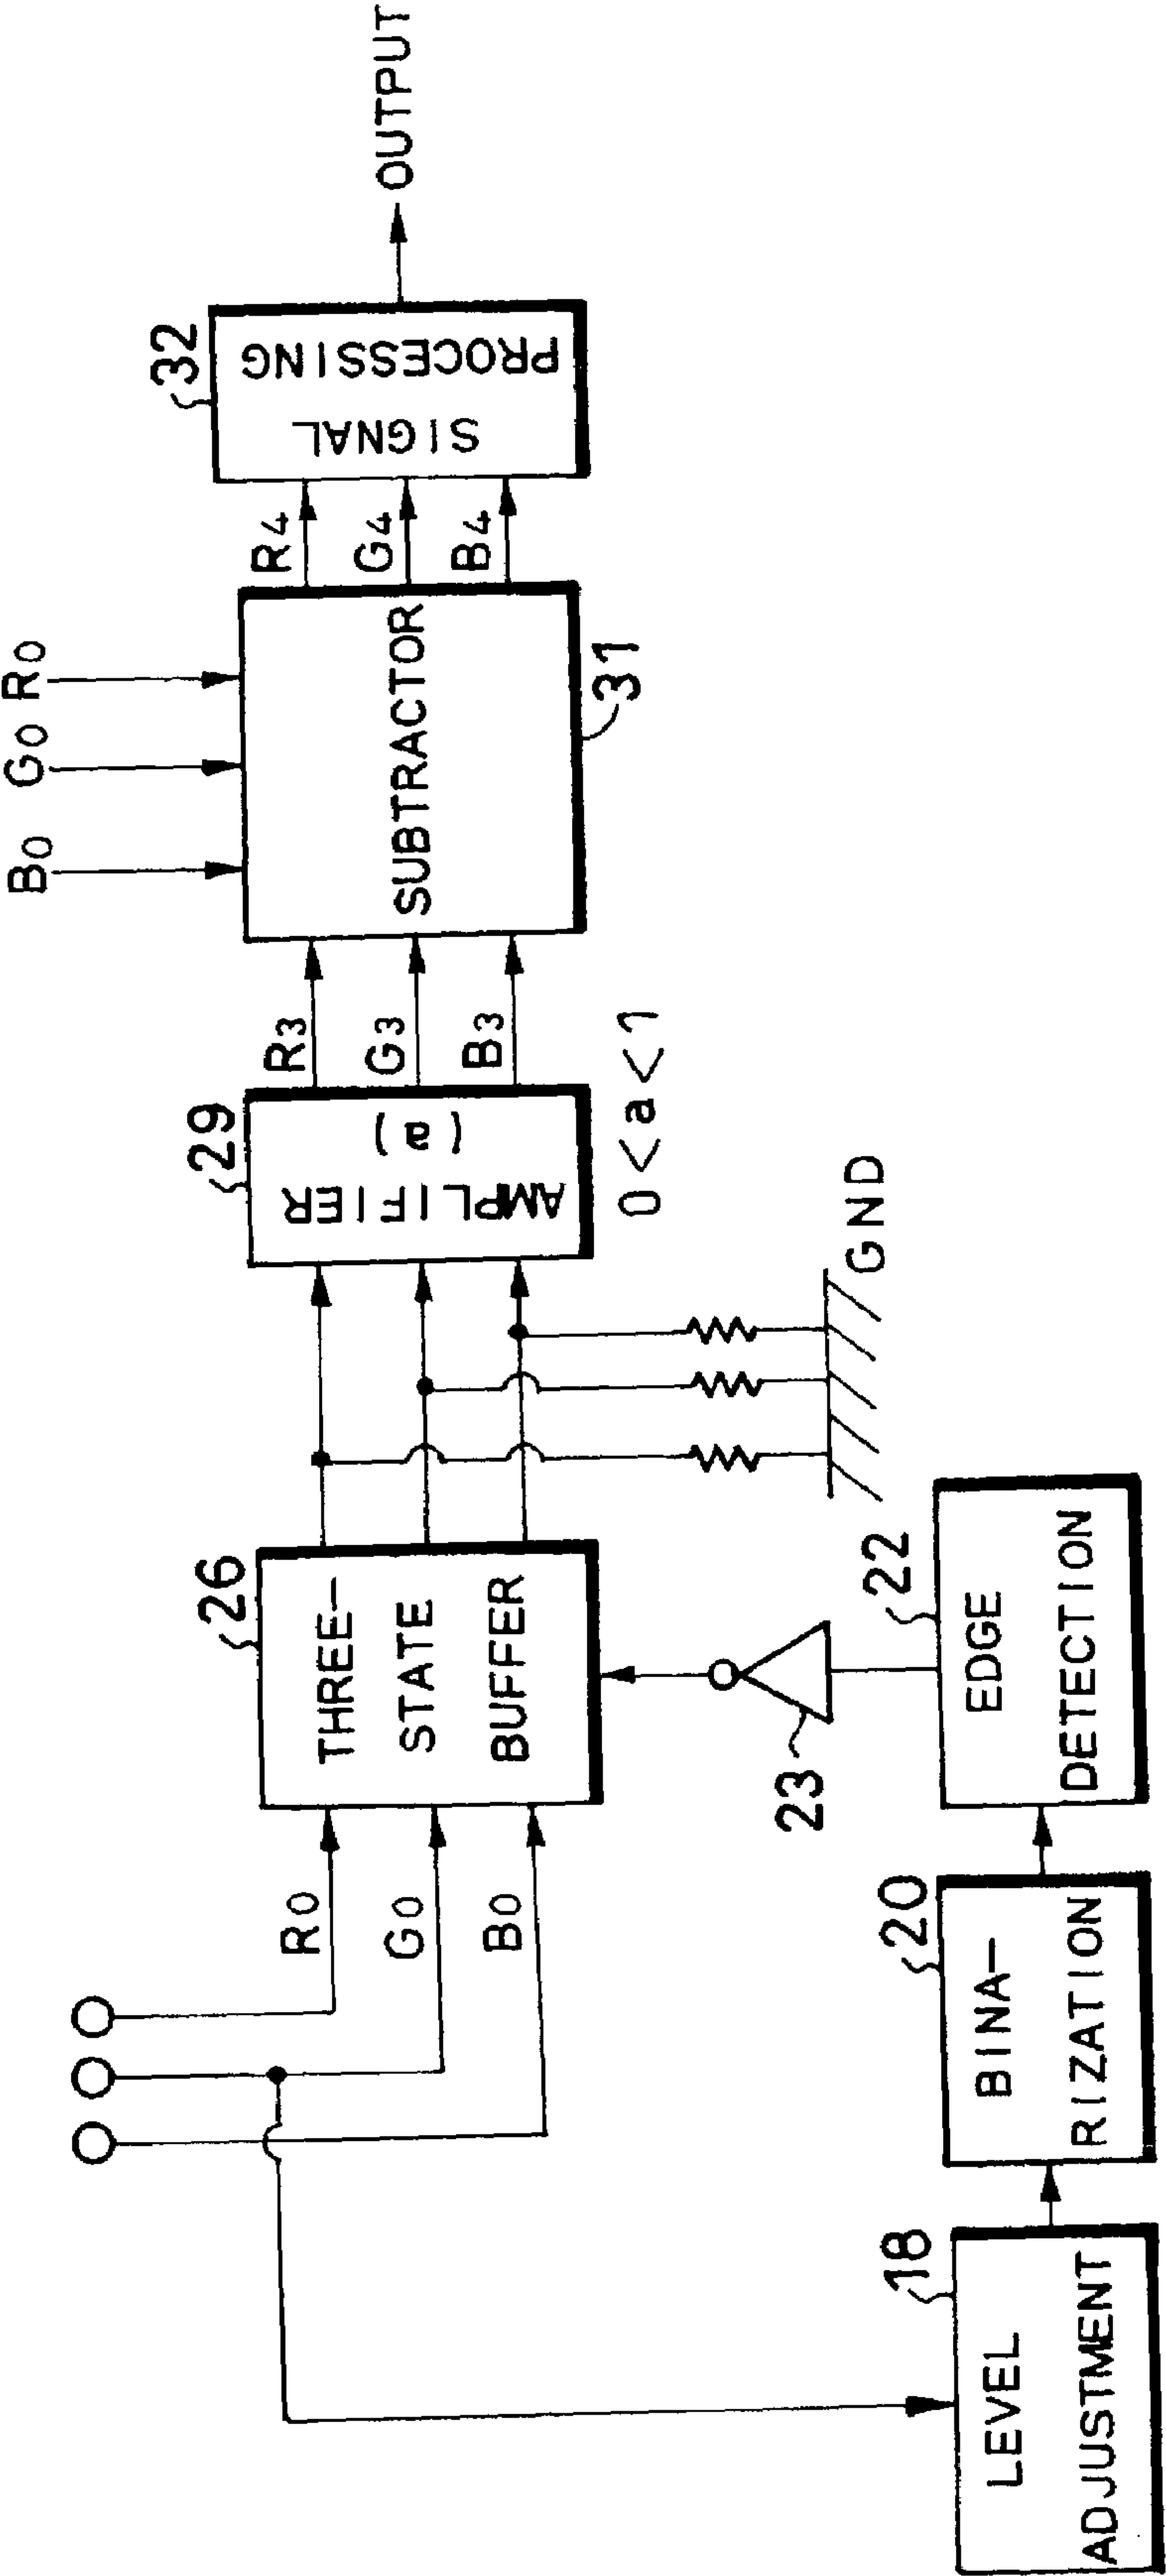 R0
G0
B0
26
THREE-
STATE
BUFFER
29
AMPLIFIER
(a)
0<a<1
R3
G3
B3
B0 G0 R0
SUBTRACTOR
31
R4
G4
B4
32
SIGNAL
PROCESSING
OUTPUT
GND
18
LEVEL
ADJUSTMENT
20
BINA-
RIZATION
22
EDGE
DETECTION
23